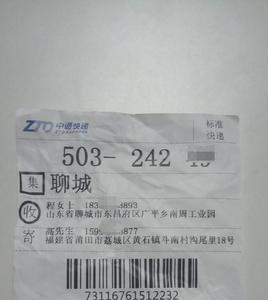 ZTO 中通快递
标准
快递
503- 242
集 聊城
收 程女士 183 8893
山东省聊城市东昌府区广平乡南周工业园
寄 高先生 159 877
福建省莆田市荔城区黄石镇斗南村沟尾里18号
73116761512232